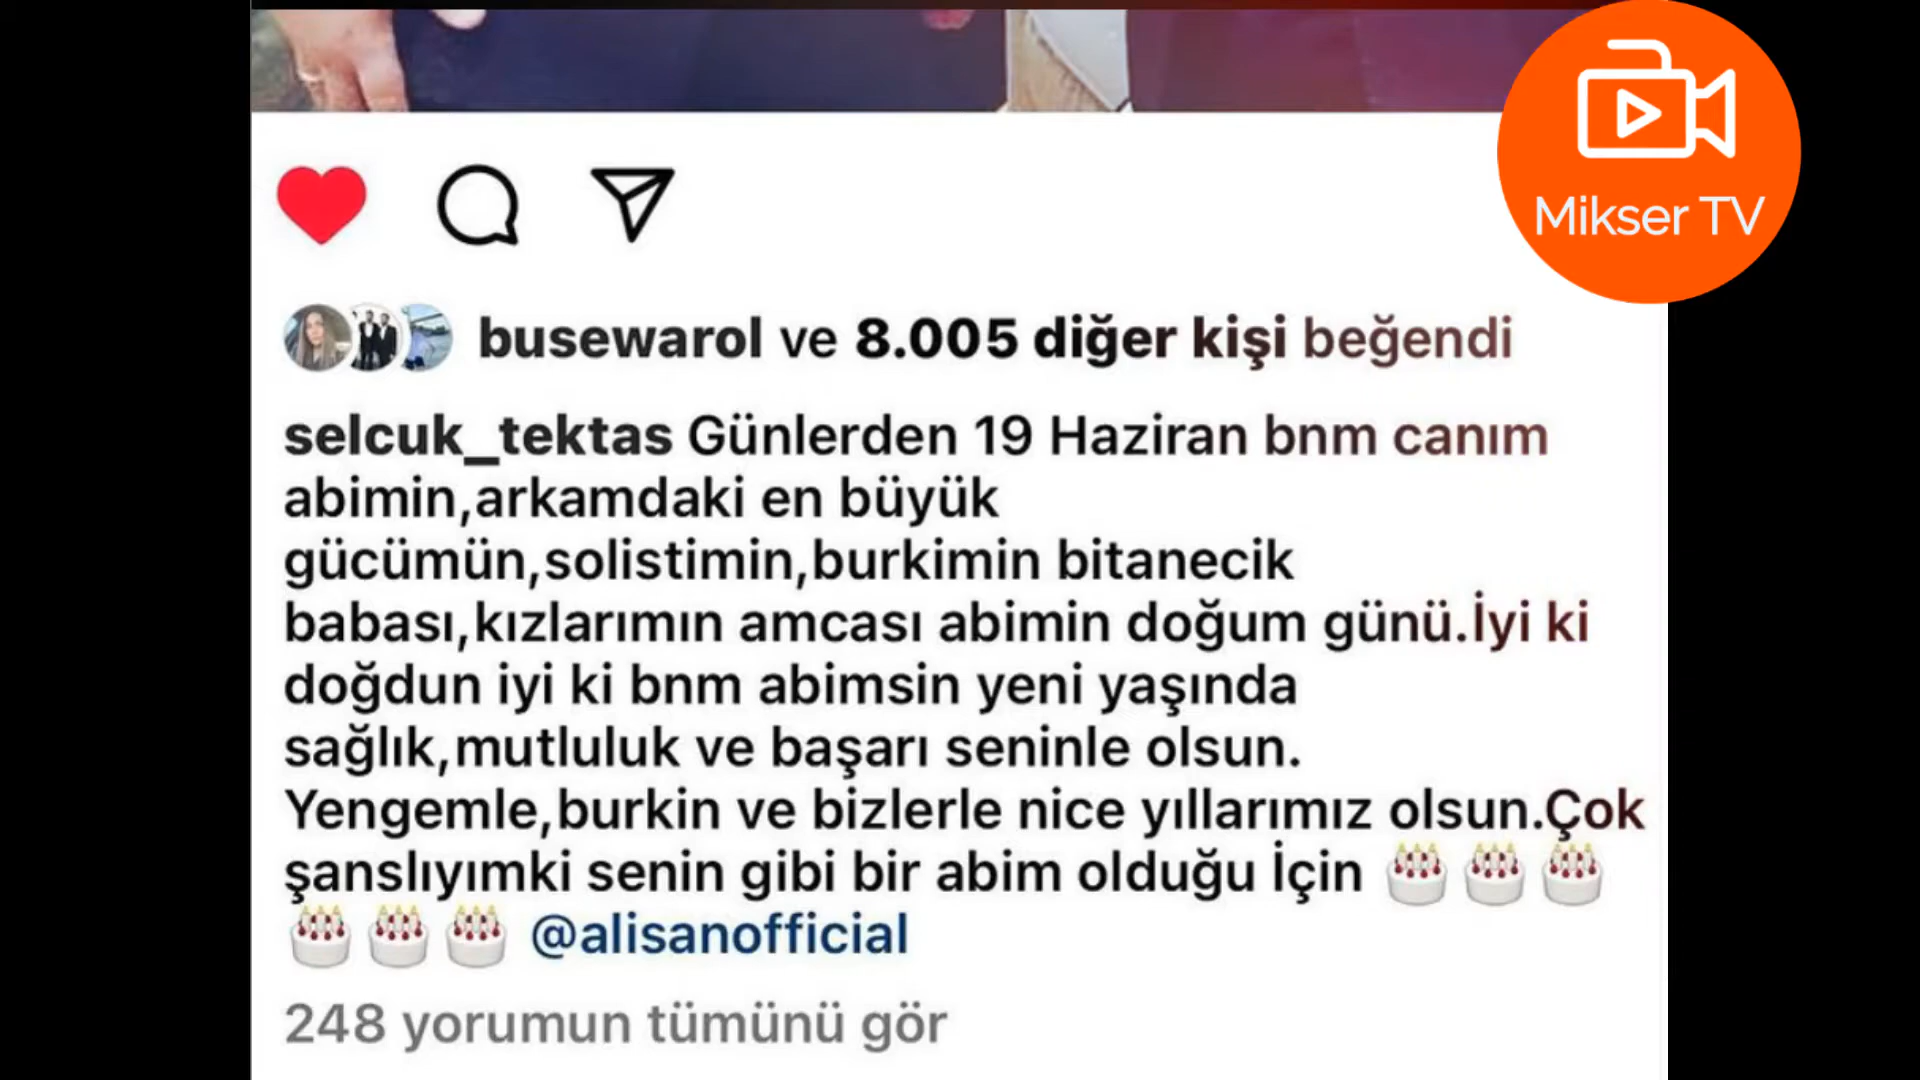 Mikser TV
busewarol ve 8.005 diğer kişi beğendi
selcuk_tektas Günlerden 19 Haziran bnm canım
abimin,arkamdaki en büyük
gücümün,solistimin,burkimin bitanecik
babası,kızlarımın amcası abimin doğum günü.İyi ki
doğdun iyi ki bnm abimsin yeni yaşında
sağlık,mutluluk ve başarı seninle olsun.
Yengemle,burkin ve bizlerle nice yıllarımız olsun.Çok
şanslıyımki senin gibi bir abim olduğu İçin 🎂🎂🎂
🎂🎂🎂 @alisanofficial
248 yorumun tümünü gör